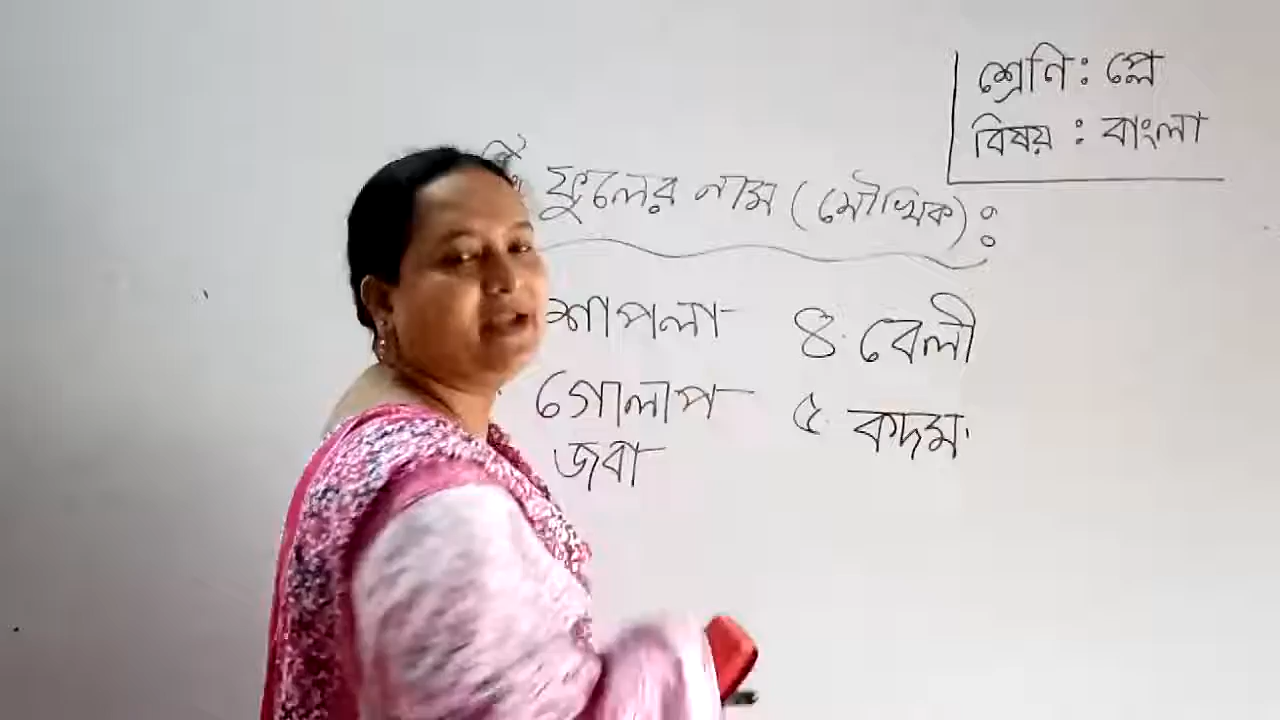 শ্রেণি : প্লে
বিষয় : বাংলা
ফুলের নাম (মৌখিক) :
শাপলা
গোলাপ
জবা
৪. বেলী
৫. কদম